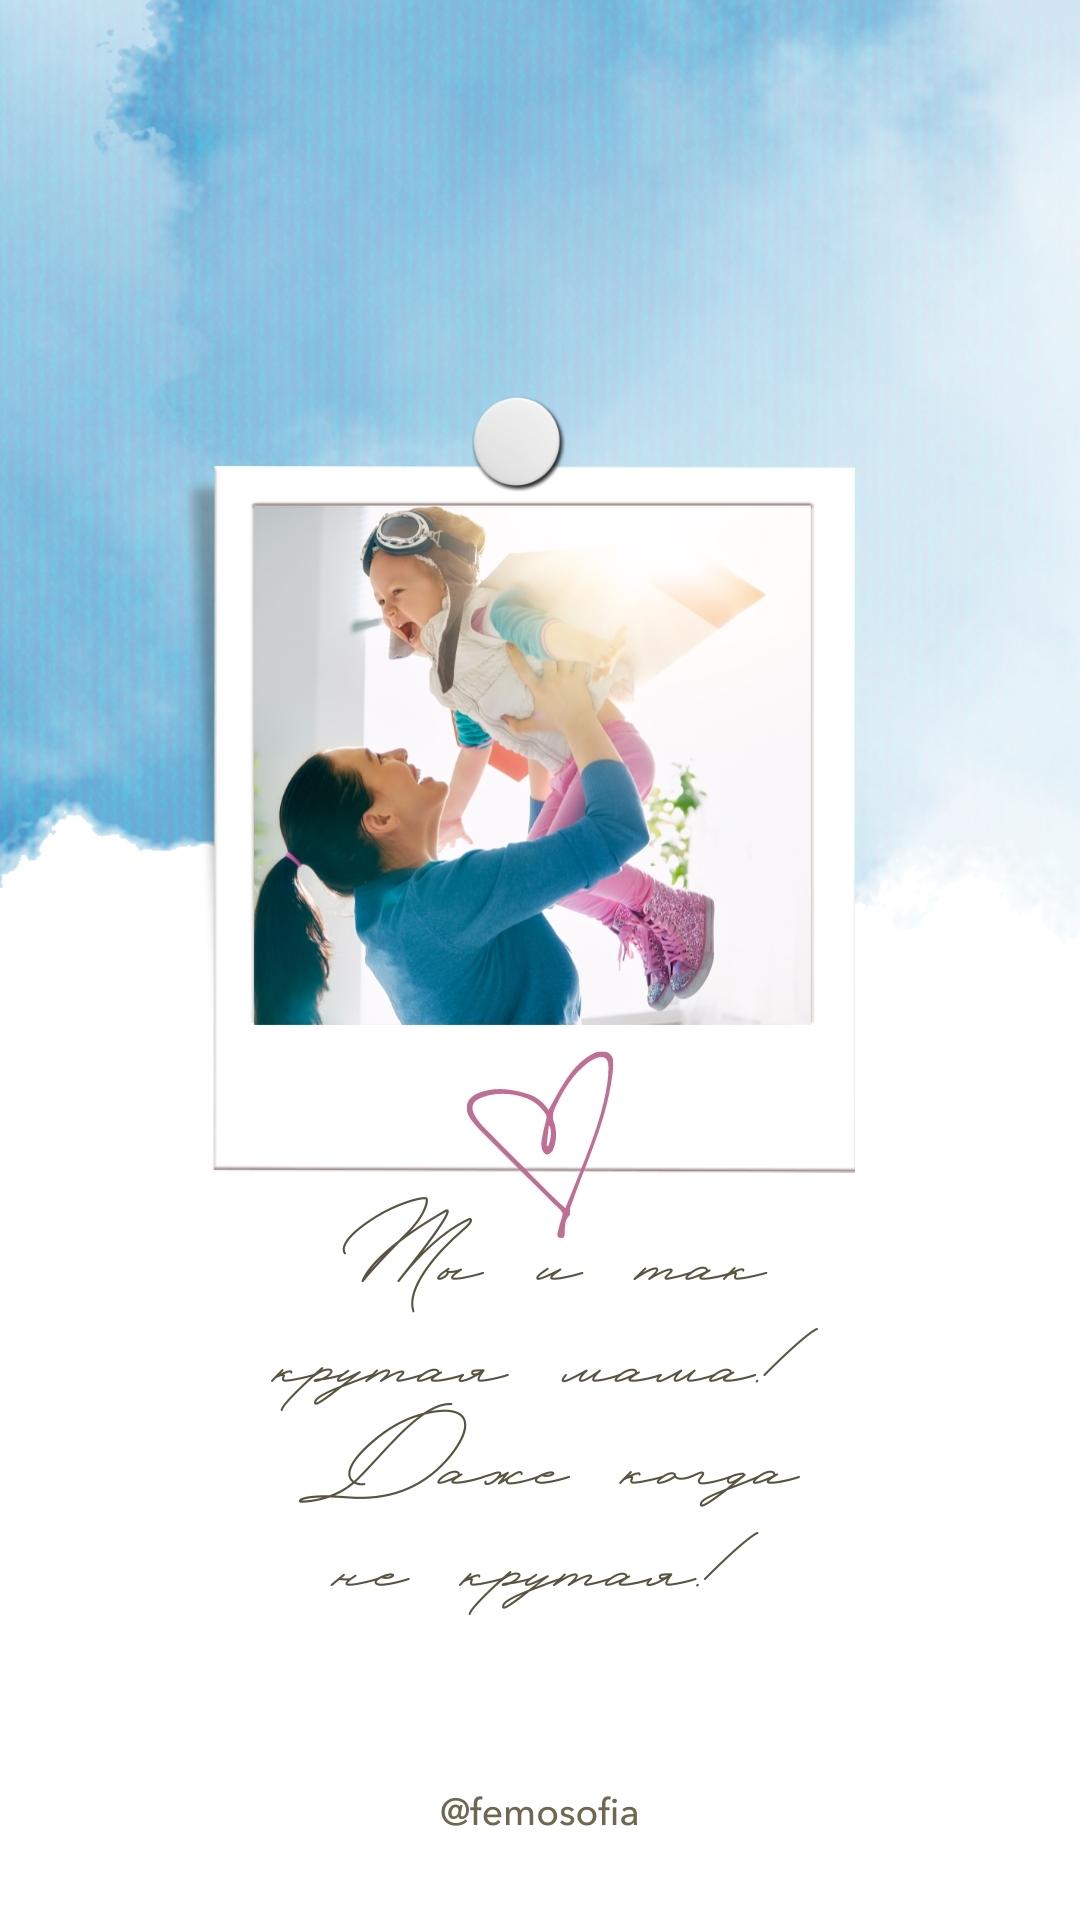 Ты и так
крутая мама!
Даже когда
не крутая!
@femosofia